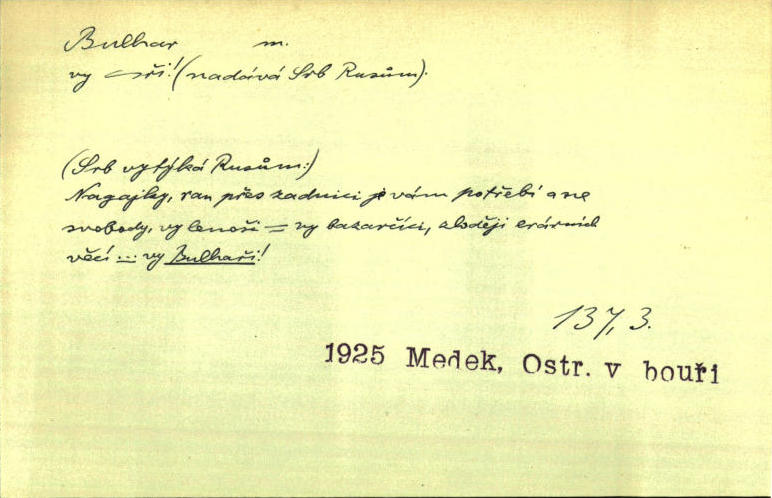 Bulhar m.
vy —ři! (nadává Srb Rusům).
(Srb vytýká Rusům:)
Nagajky, ran přes zadnici je vám potřebí a ne
svobody, vy lenoši — vy bazarčíci, zloději erárních
věcí ... vy Bulhaři!
137, 3.
1925 Medek, Ostr. v bouři